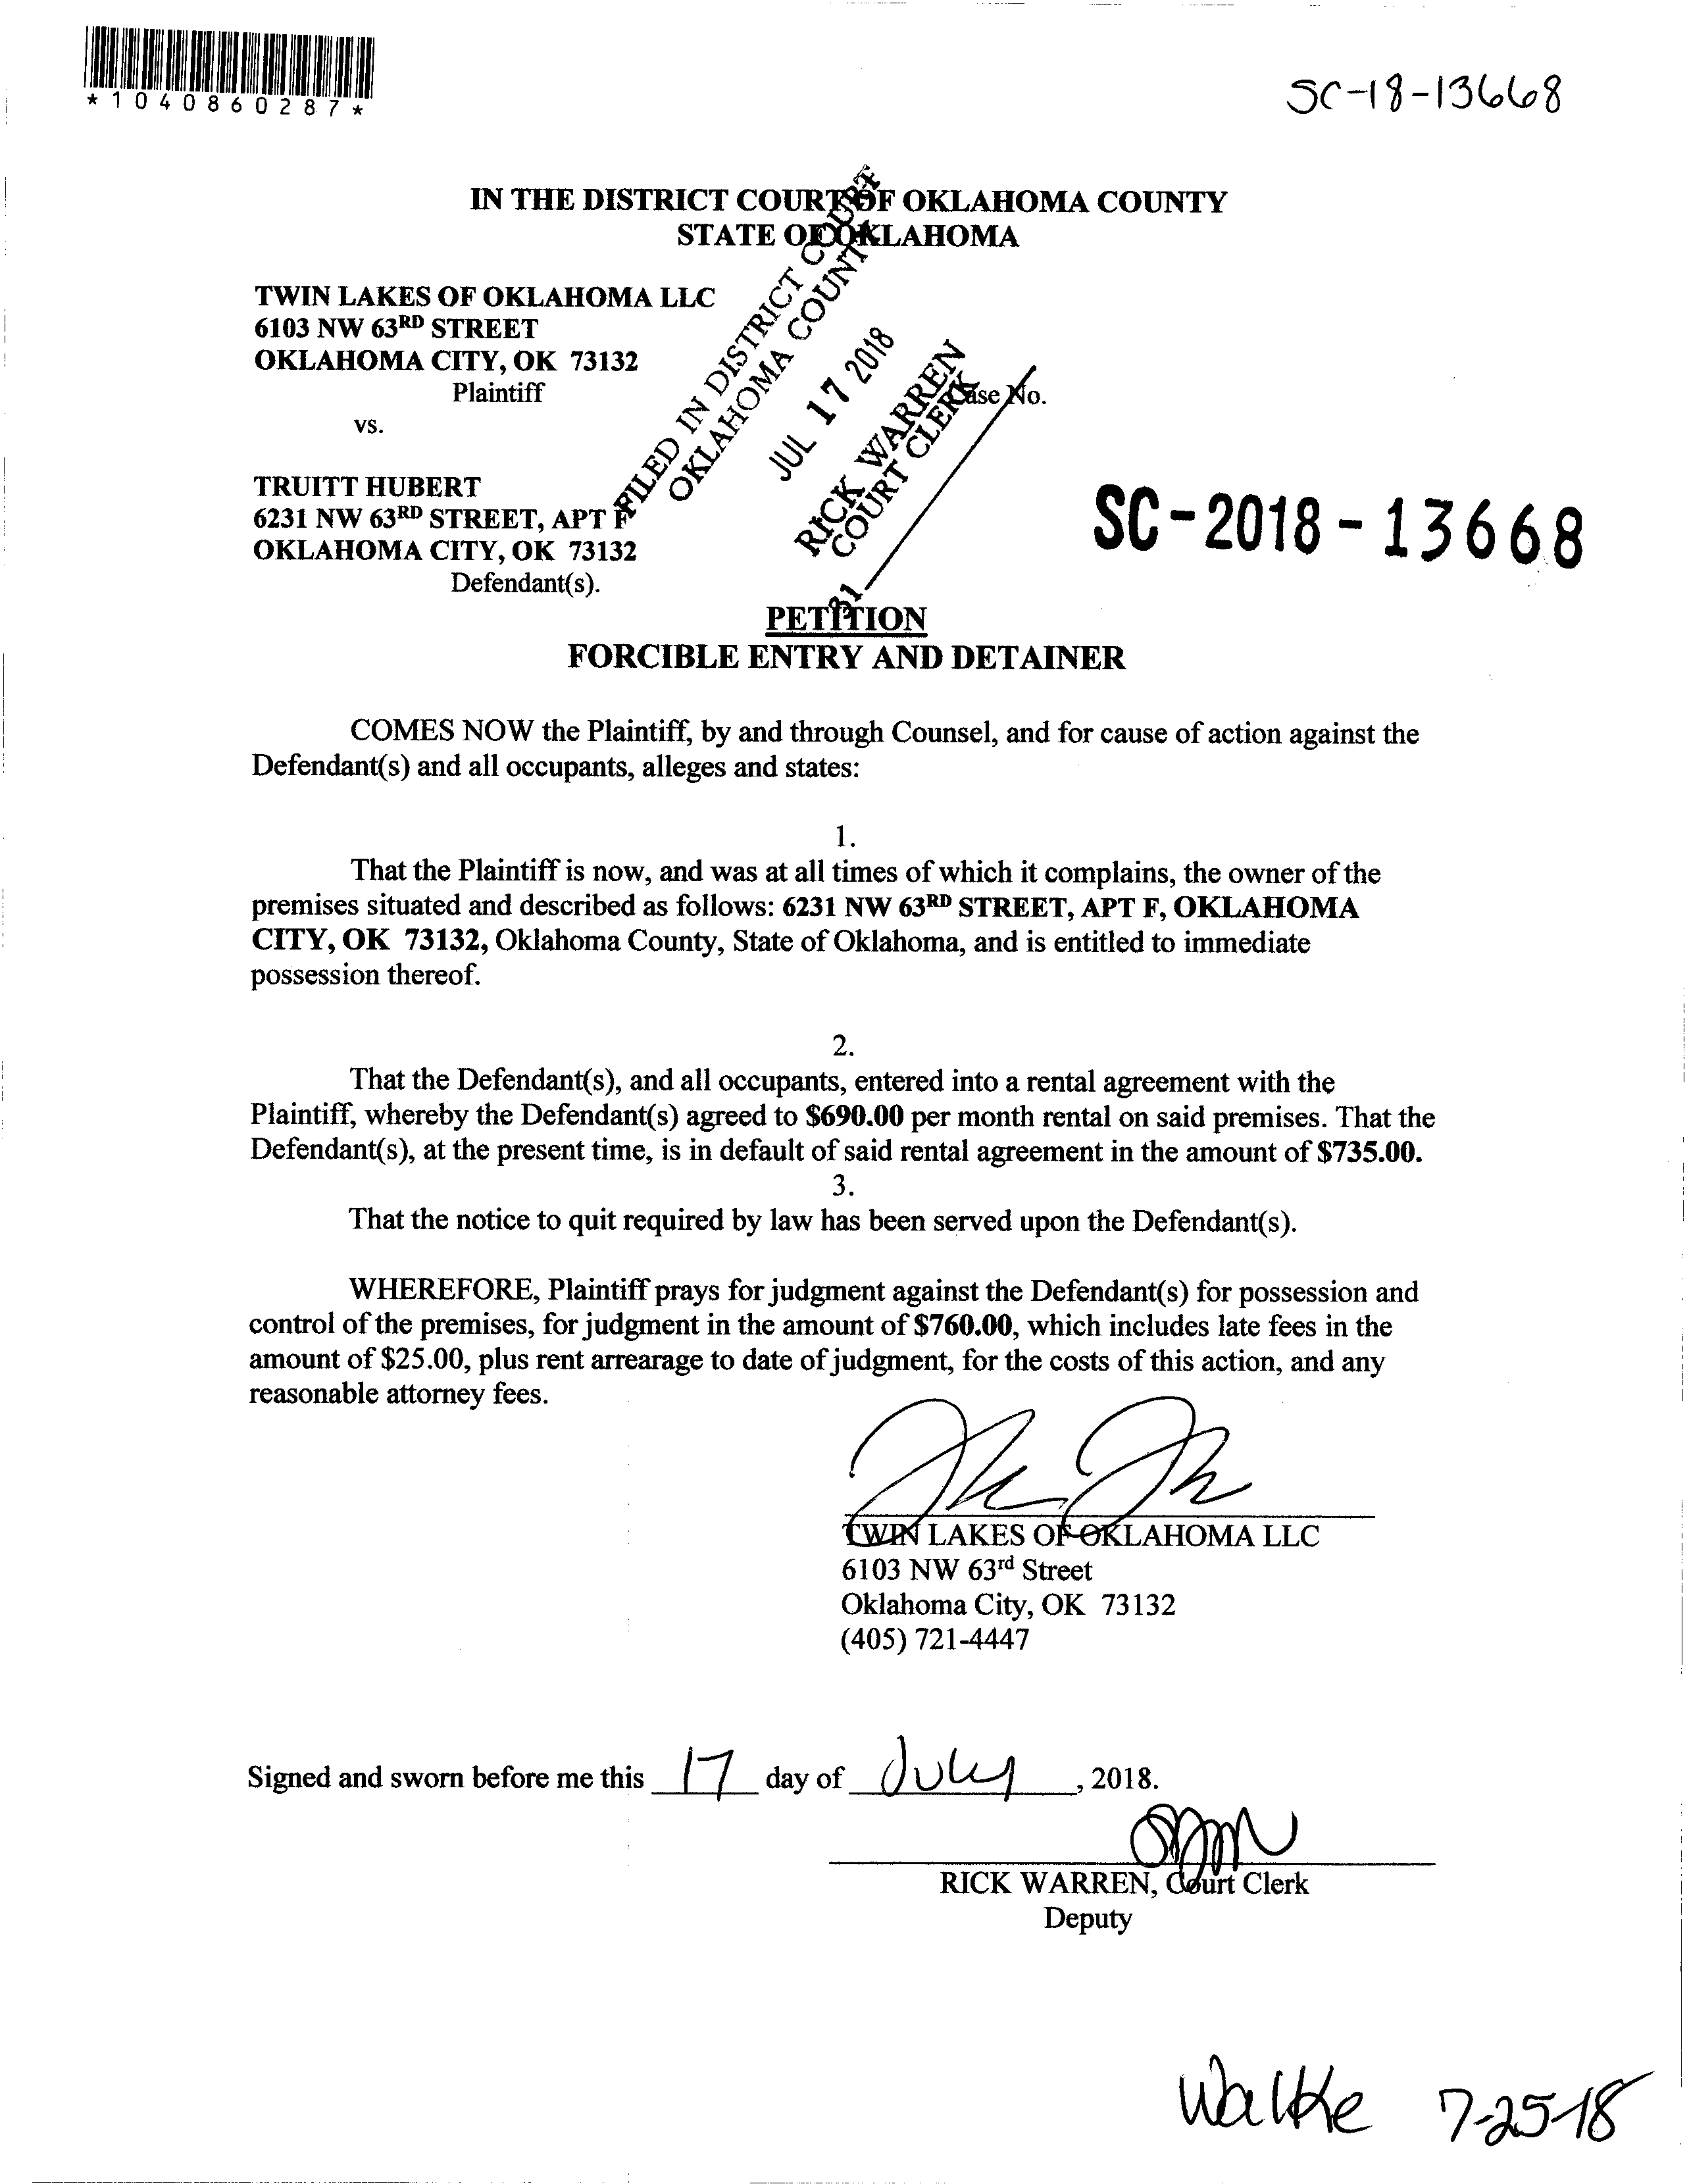 *1040860287*
SC-18-13668
IN THE DISTRICT COURT OF OKLAHOMA COUNTY
STATE OF OKLAHOMA
FILED IN DISTRICT COURT
OKLAHOMA COUNTY
JUL 17 2018
RICK WARREN
COURT CLERK
31
TWIN LAKES OF OKLAHOMA LLC
6103 NW 63RD STREET
OKLAHOMA CITY, OK 73132
Plaintiff
Case No.
vs.
TRUITT HUBERT
6231 NW 63RD STREET, APT F
OKLAHOMA CITY, OK 73132
Defendant(s).
SC-2018-13668
PETITION
FORCIBLE ENTRY AND DETAINER
COMES NOW the Plaintiff, by and through Counsel, and for cause of action against the
Defendant(s) and all occupants, alleges and states:
1.
That the Plaintiff is now, and was at all times of which it complains, the owner of the
premises situated and described as follows: 6231 NW 63RD STREET, APT F, OKLAHOMA
CITY, OK 73132, Oklahoma County, State of Oklahoma, and is entitled to immediate
possession thereof.
2.
That the Defendant(s), and all occupants, entered into a rental agreement with the
Plaintiff, whereby the Defendant(s) agreed to $690.00 per month rental on said premises. That the
Defendant(s), at the present time, is in default of said rental agreement in the amount of $735.00.
3.
That the notice to quit required by law has been served upon the Defendant(s).
WHEREFORE, Plaintiff prays for judgment against the Defendant(s) for possession and
control of the premises, for judgment in the amount of $760.00, which includes late fees in the
amount of $25.00, plus rent arrearage to date of judgment, for the costs of this action, and any
reasonable attorney fees.
TWIN LAKES OF OKLAHOMA LLC
6103 NW 63rd Street
Oklahoma City, OK 73132
(405) 721-4447
Signed and sworn before me this 17 day of July, 2018.
RICK WARREN, Court Clerk
Deputy
Walke 7-25-18